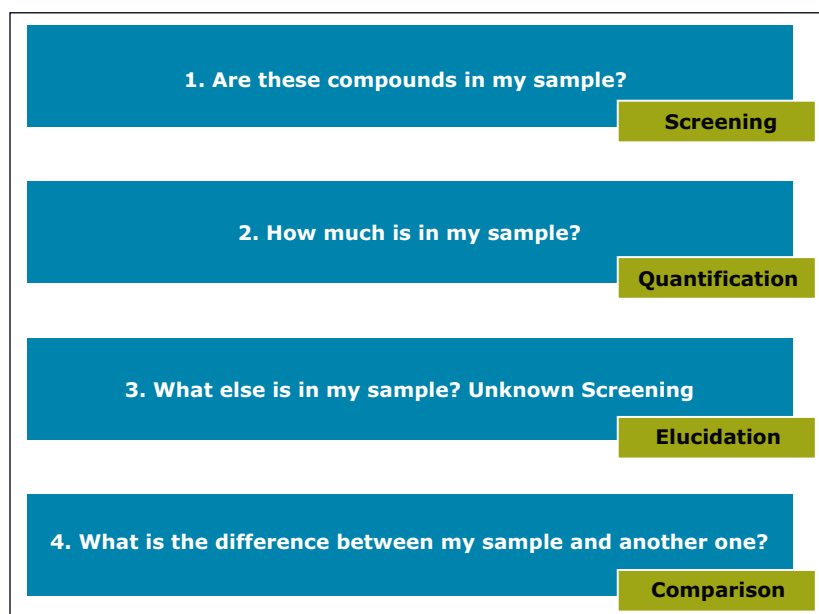 1. Are these compounds in my sample?
Screening
2. How much is in my sample?
Quantification
3. What else is in my sample? Unknown Screening
Elucidation
4. What is the difference between my sample and another one?
Comparison